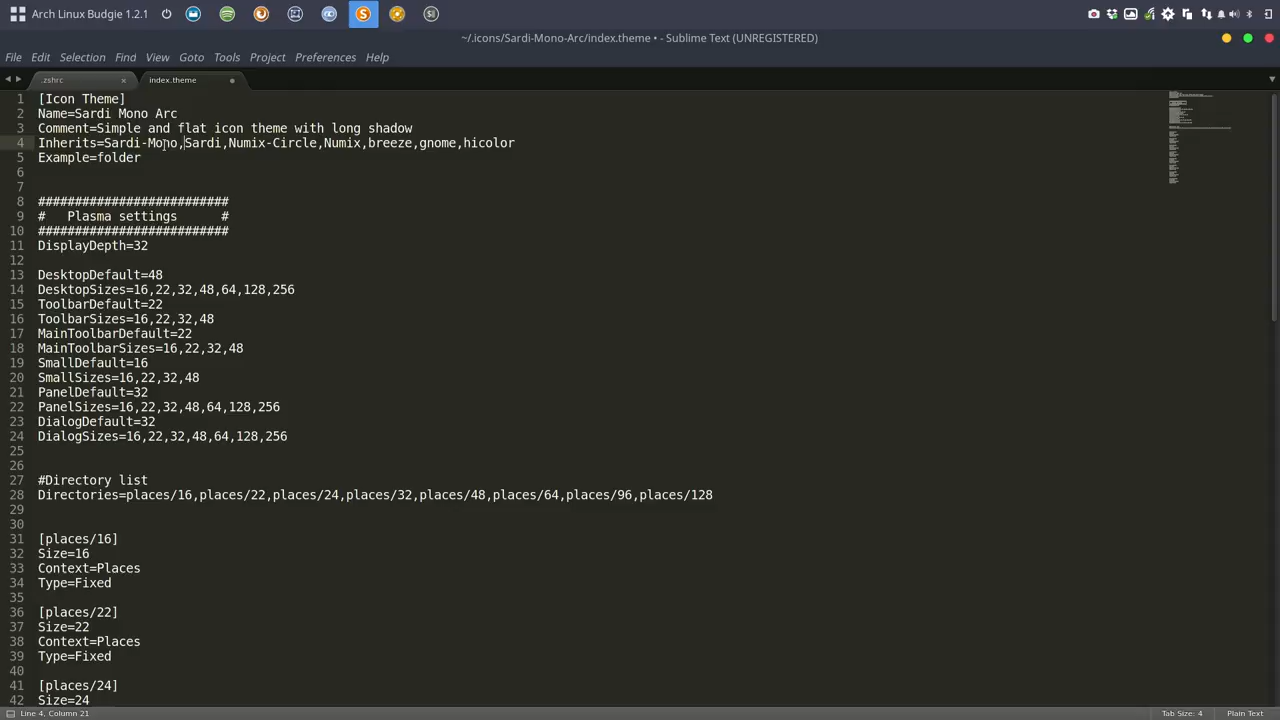 Arch Linux Budgie 1.2.1
~/.icons/Sardi-Mono-Arc/index.theme • - Sublime Text (UNREGISTERED)
File Edit Selection Find View Goto Tools Project Preferences Help
.zshrc × index.theme
1 [Icon Theme]
2 Name=Sardi Mono Arc
3 Comment=Simple and flat icon theme with long shadow
4 Inherits=Sardi-Mono,Sardi,Numix-Circle,Numix,breeze,gnome,hicolor
5 Example=folder
6
7
8 ##########################
9 #   Plasma settings      #
10 ##########################
11 DisplayDepth=32
12
13 DesktopDefault=48
14 DesktopSizes=16,22,32,48,64,128,256
15 ToolbarDefault=22
16 ToolbarSizes=16,22,32,48
17 MainToolbarDefault=22
18 MainToolbarSizes=16,22,32,48
19 SmallDefault=16
20 SmallSizes=16,22,32,48
21 PanelDefault=32
22 PanelSizes=16,22,32,48,64,128,256
23 DialogDefault=32
24 DialogSizes=16,22,32,48,64,128,256
25
26
27 #Directory list
28 Directories=places/16,places/22,places/24,places/32,places/48,places/64,places/96,places/128
29
30
31 [places/16]
32 Size=16
33 Context=Places
34 Type=Fixed
35
36 [places/22]
37 Size=22
38 Context=Places
39 Type=Fixed
40
41 [places/24]
42 Size=24
Line 4, Column 21 Tab Size: 4 Plain Text